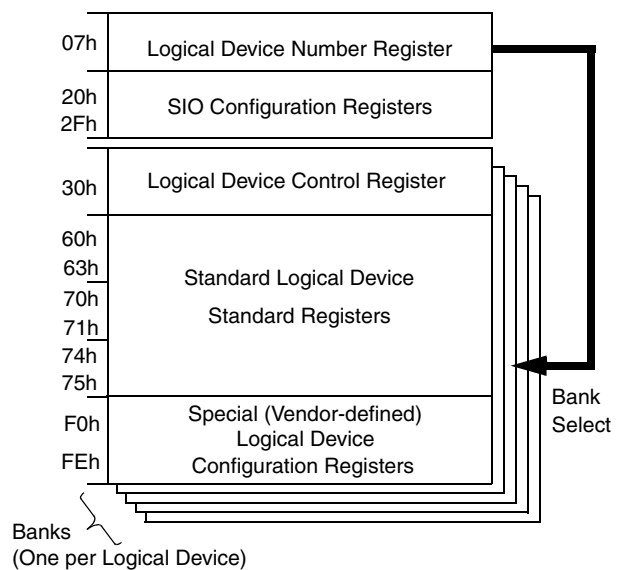 07h
Logical Device Number Register
20h
2Fh
SIO Configuration Registers
30h
Logical Device Control Register
60h
63h
70h
71h
74h
75h
Standard Logical Device
Standard Registers
F0h
FEh
Special (Vendor-defined)
Logical Device
Configuration Registers
Bank
Select
Banks
(One per Logical Device)